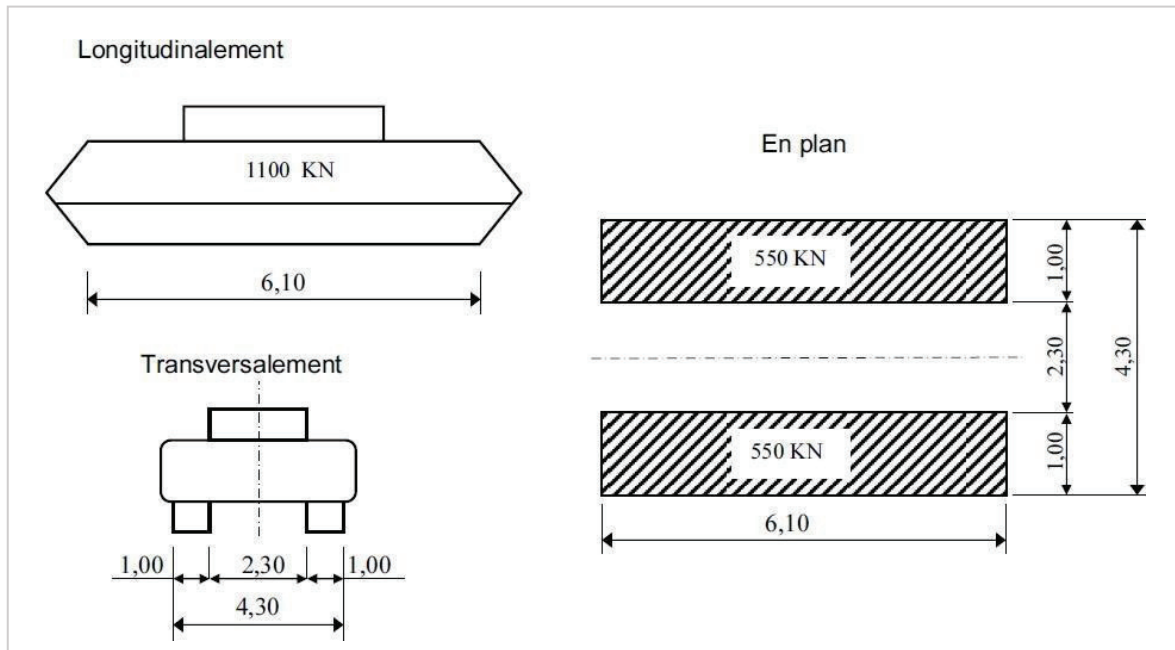 Longitudinalement
1100 KN
6,10
Transversalement
1,00 2,30 1,00
4,30
En plan
550 KN
1,00
2,30
4,30
550 KN
1,00
6,10